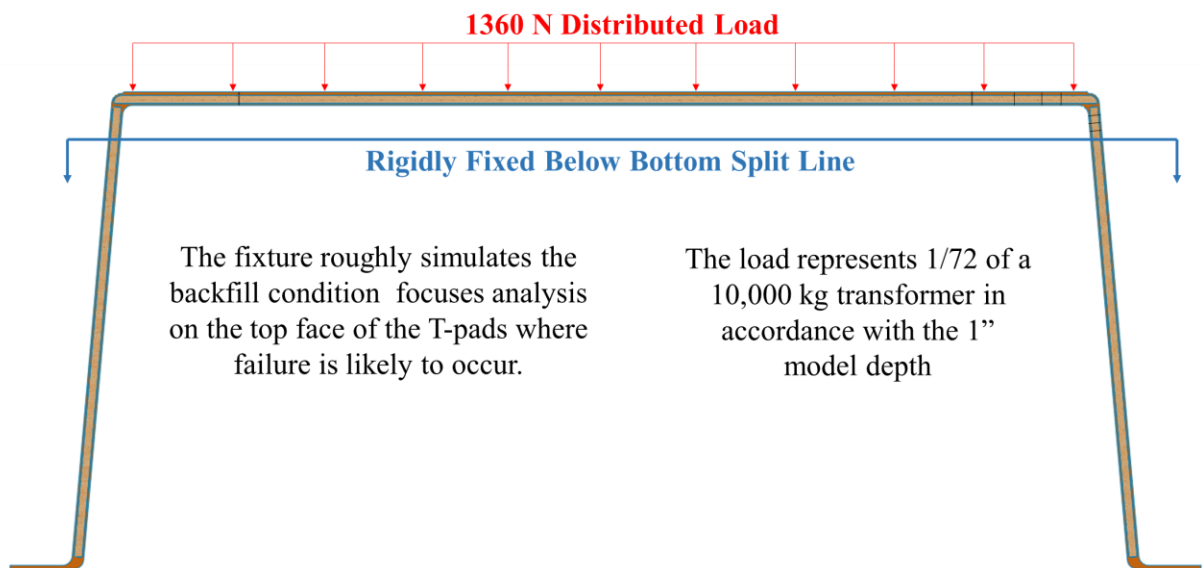 1360 N Distributed Load
Rigidly Fixed Below Bottom Split Line
The fixture roughly simulates the
backfill condition  focuses analysis
on the top face of the T-pads where
failure is likely to occur.
The load represents 1/72 of a
10,000 kg transformer in
accordance with the 1”
model depth